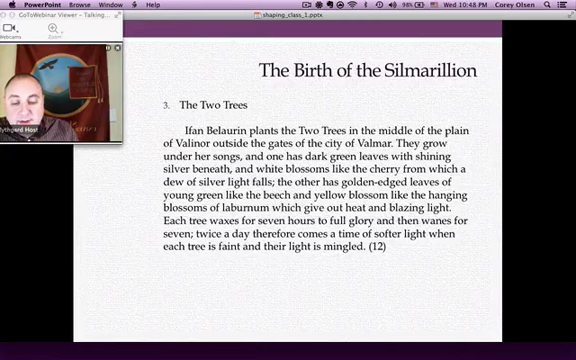 PowerPoint Window Help
98% Wed 10:48 PM Corey Olsen
GoToWebinar Viewer - Talking...
shaping_class_1.pptx
Webcams Zoom
Mythgard Host
The Birth of the Silmarillion
3. The Two Trees
Ifan Belaurin plants the Two Trees in the middle of the plain
of Valinor outside the gates of the city of Valmar. They grow
under her songs, and one has dark green leaves with shining
silver beneath, and white blossoms like the cherry from which a
dew of silver light falls; the other has golden-edged leaves of
young green like the beech and yellow blossom like the hanging
blossoms of laburnum which give out heat and blazing light.
Each tree waxes for seven hours to full glory and then wanes for
seven; twice a day therefore comes a time of softer light when
each tree is faint and their light is mingled. (12)